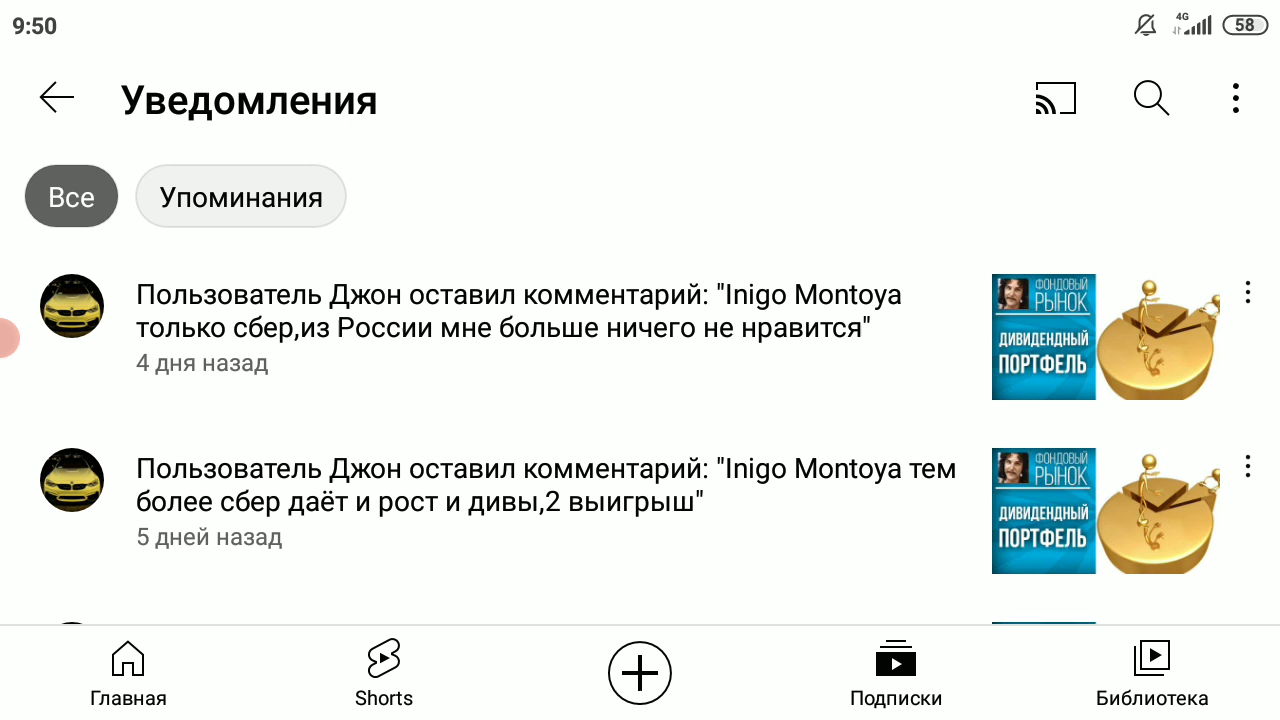 9:50
4G
58
Уведомления
Все
Упоминания
Пользователь Джон оставил комментарий: "Inigo Montoya
только сбер,из России мне больше ничего не нравится"
4 дня назад
ФОНДОВЫЙ
РЫНОК
ДИВИДЕНДНЫЙ
ПОРТФЕЛЬ
Пользователь Джон оставил комментарий: "Inigo Montoya тем
более сбер даёт и рост и дивы,2 выигрыш"
5 дней назад
ФОНДОВЫЙ
РЫНОК
ДИВИДЕНДНЫЙ
ПОРТФЕЛЬ
Главная
Shorts
Подписки
Библиотека